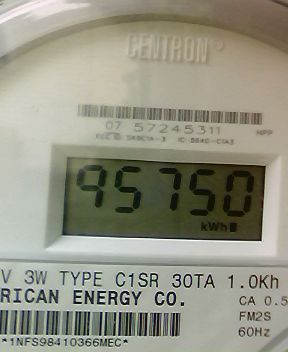 CENTRON
07 57245311 HPP
95750
kWh
V 3W TYPE C1SR 30TA 1.0Kh
RICAN ENERGY CO. CA 0.5
FM2S
60Hz
*1NFS98410366MEC*